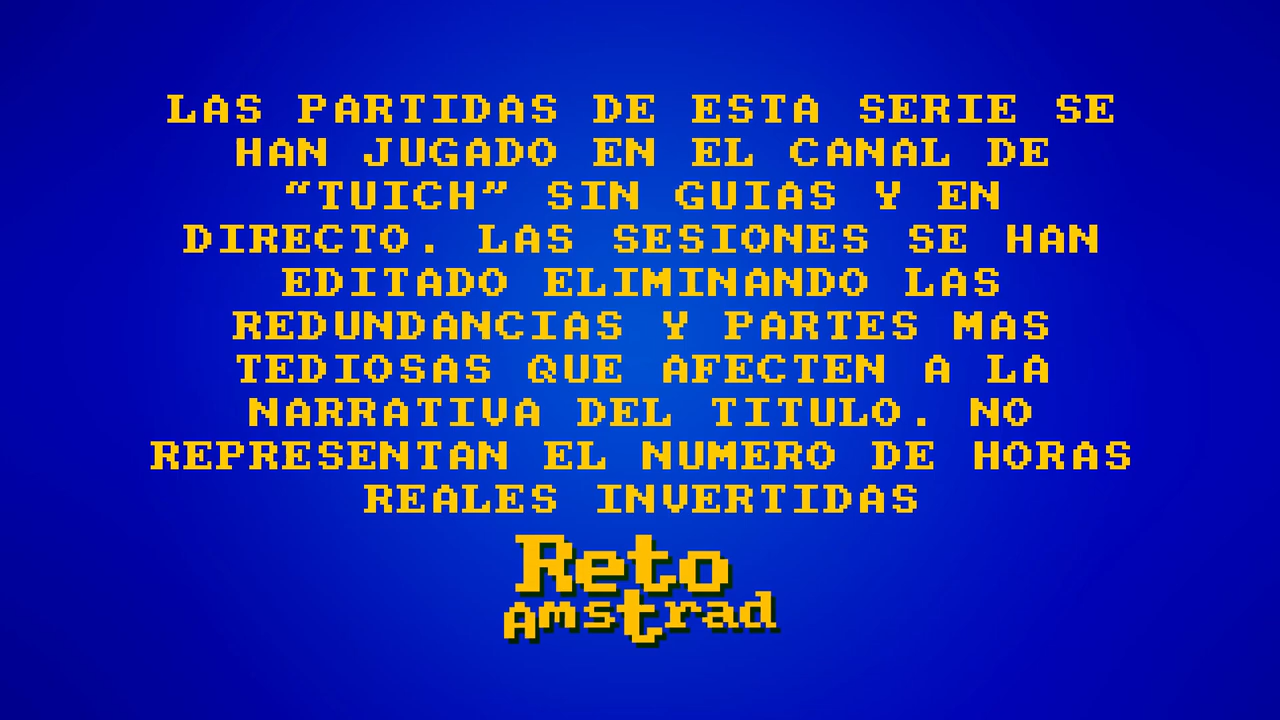 LAS PARTIDAS DE ESTA SERIE SE
HAN JUGADO EN EL CANAL DE
"TUICH" SIN GUIAS Y EN
DIRECTO. LAS SESIONES SE HAN
EDITADO ELIMINANDO LAS
REDUNDANCIAS Y PARTES MAS
TEDIOSAS QUE AFECTEN A LA
NARRATIVA DEL TITULO. NO
REPRESENTAN EL NUMERO DE HORAS
REALES INVERTIDAS
Reto
Amstrad